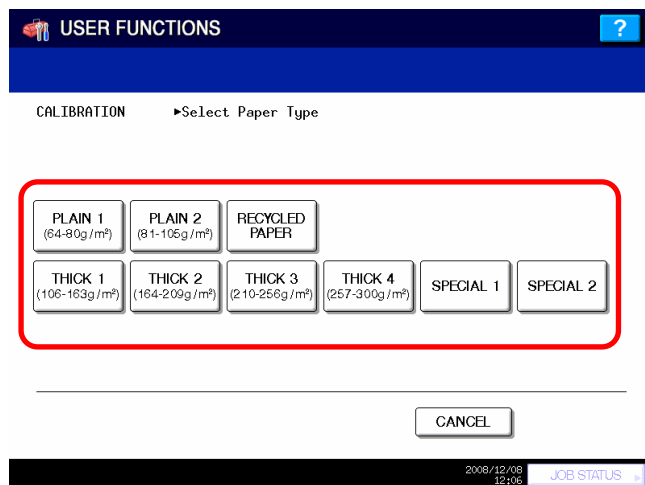 USER FUNCTIONS
?
CALIBRATION ►Select Paper Type
PLAIN 1
(64-80g/m²)
PLAIN 2
(81-105g/m²)
RECYCLED
PAPER
THICK 1
(106-163g/m²)
THICK 2
(164-209g/m²)
THICK 3
(210-256g/m²)
THICK 4
(257-300g/m²)
SPECIAL 1
SPECIAL 2
CANCEL
2008/12/08
12:06
JOB STATUS